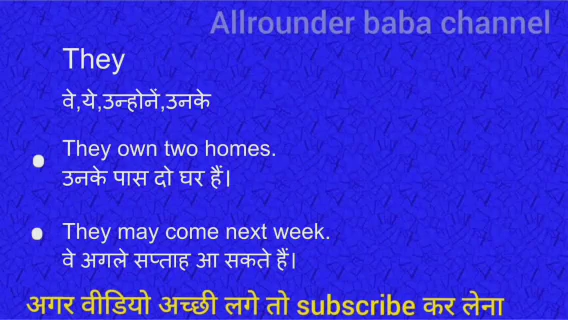 Allrounder baba channel
They
वे,ये,उन्होनें,उनके
They own two homes.
उनके पास दो घर हैं।
They may come next week.
वे अगले सप्ताह आ सकते हैं।
अगर वीडियो अच्छी लगे तो subscribe कर लेना